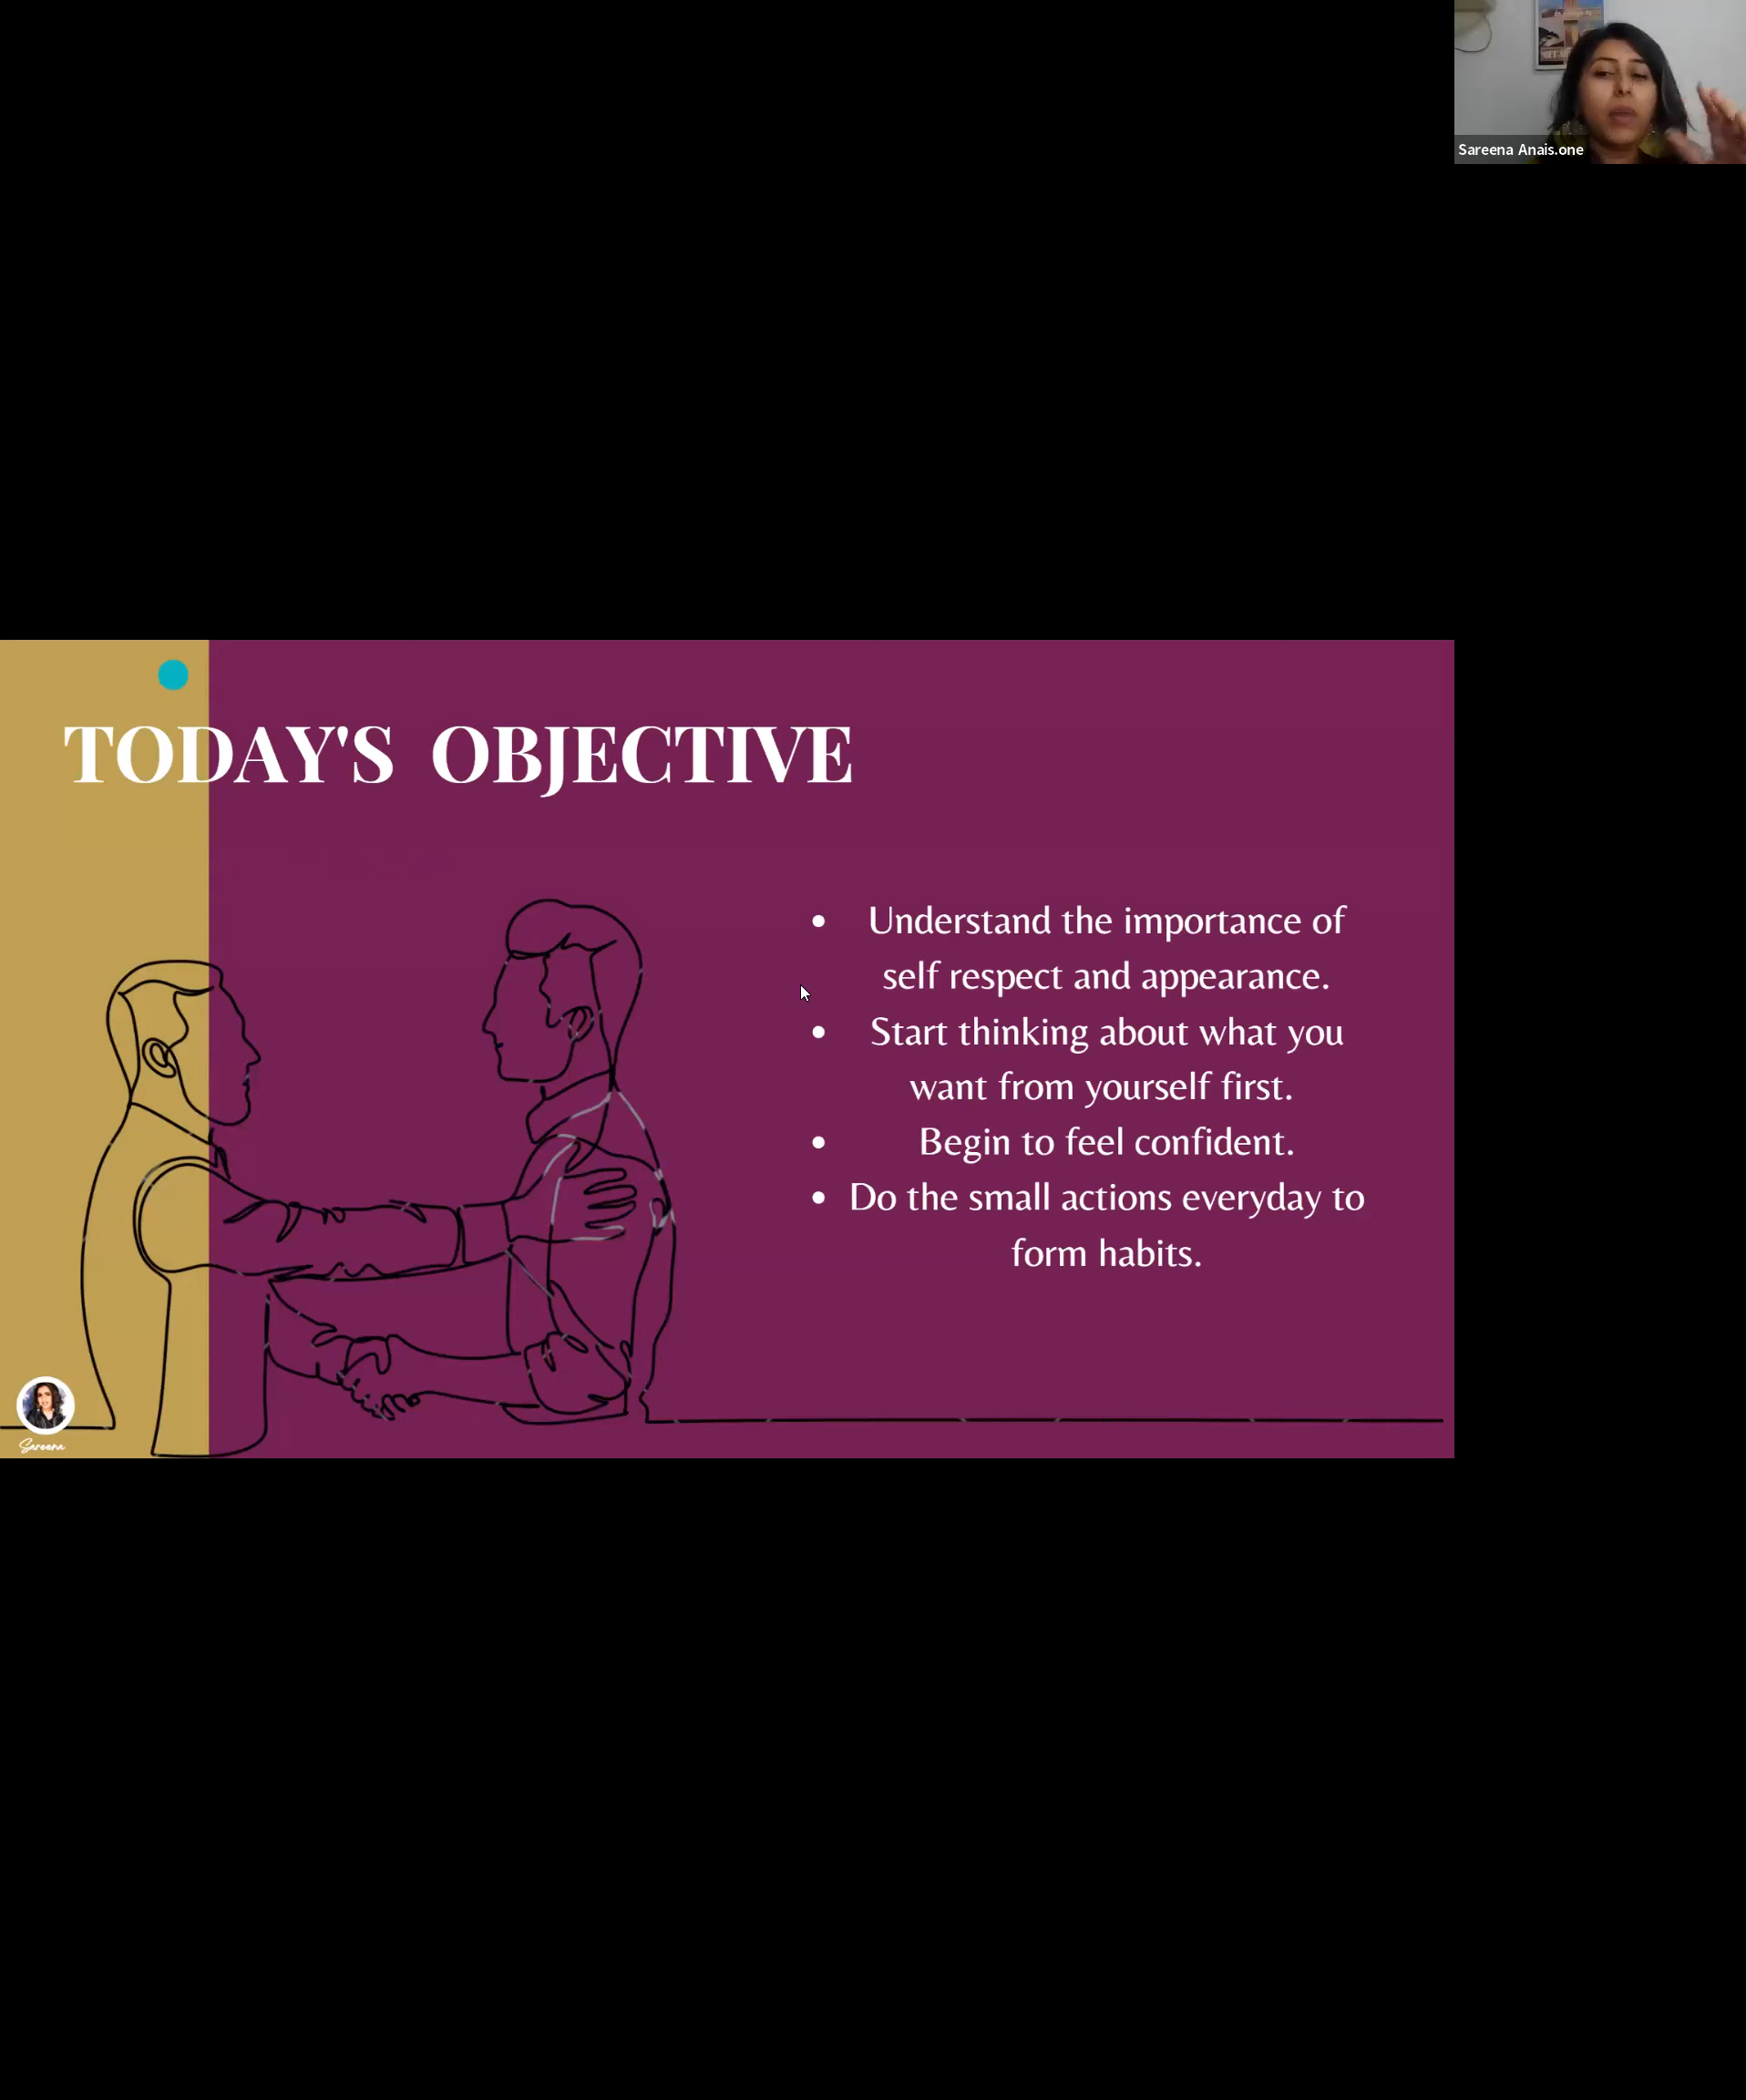 Sareena Anais.one
TODAY'S OBJECTIVE
• Understand the importance of
self respect and appearance.
• Start thinking about what you
want from yourself first.
• Begin to feel confident.
• Do the small actions everyday to
form habits.
Sareena